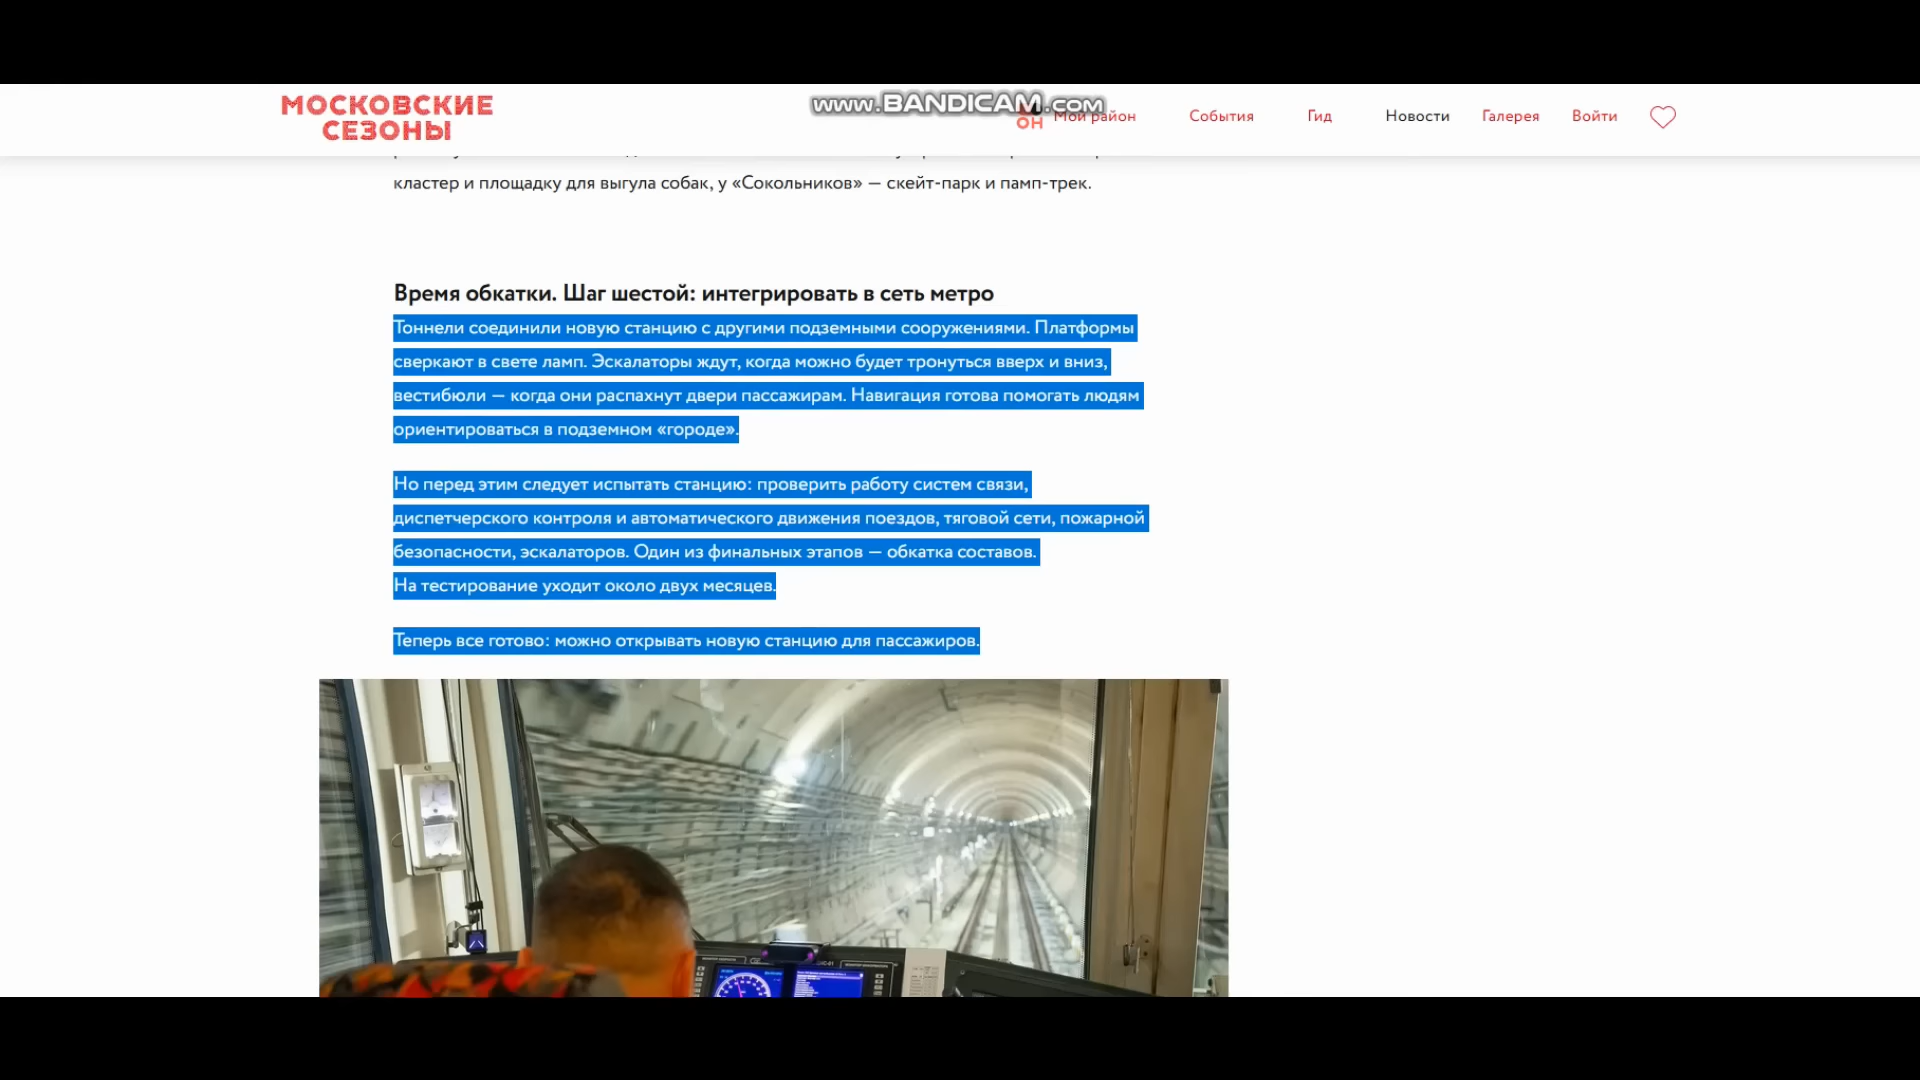 МОСКОВСКИЕ
СЕЗОНЫ
www.BANDICAM.com
ОН
Мой район
События
Гид
Новости
Галерея
Войти
кластер и площадку для выгула собак, у «Сокольников» — скейт-парк и памп-трек.
Время обкатки. Шаг шестой: интегрировать в сеть метро
Тоннели соединили новую станцию с другими подземными сооружениями. Платформы
сверкают в свете ламп. Эскалаторы ждут, когда можно будет тронуться вверх и вниз,
вестибюли — когда они распахнут двери пассажирам. Навигация готова помогать людям
ориентироваться в подземном «городе».
Но перед этим следует испытать станцию: проверить работу систем связи,
диспетчерского контроля и автоматического движения поездов, тяговой сети, пожарной
безопасности, эскалаторов. Один из финальных этапов — обкатка составов.
На тестирование уходит около двух месяцев.
Теперь все готово: можно открывать новую станцию для пассажиров.